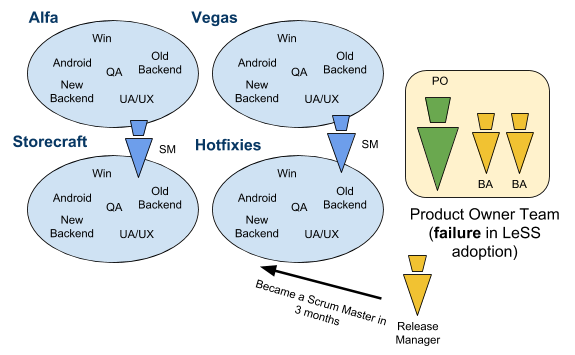 Alfa
Win
Android
Old
Backend
QA
New
Backend
UA/UX
Vegas
Win
Android
Old
Backend
QA
New
Backend
UA/UX
SM
SM
Storecraft
Win
Android
Old
Backend
QA
New
Backend
UA/UX
Hotfixies
Win
Android
Old
Backend
QA
New
Backend
UA/UX
PO
BA
BA
Product Owner Team
(failure in LeSS
adoption)
Became a Scrum Master in
3 months
Release
Manager